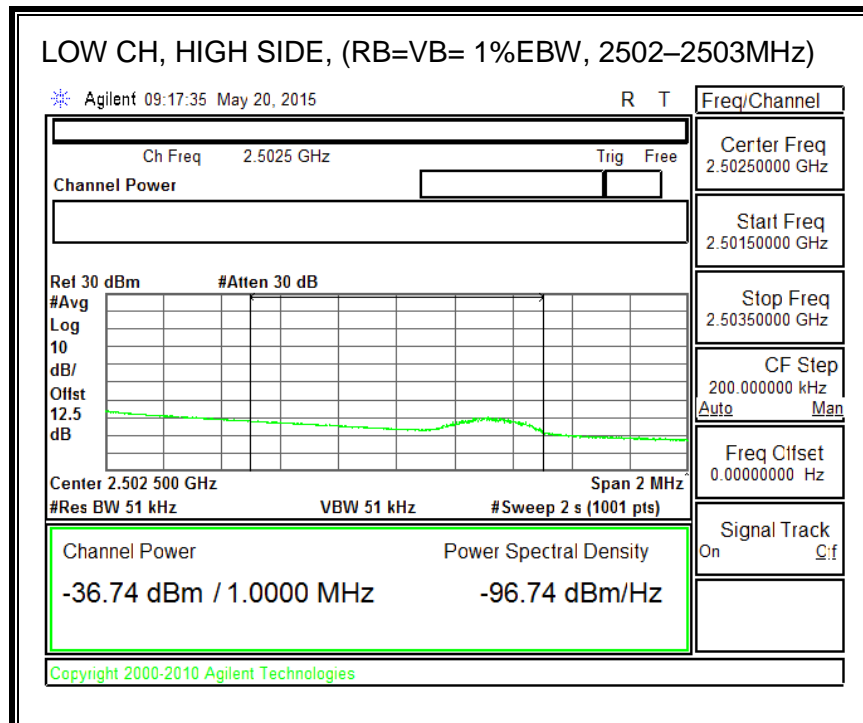 LOW CH, HIGH SIDE, (RB=VB= 1%EBW, 2502–2503MHz)
Agilent 09:17:35 May 20, 2015 R T
Freq/Channel
Ch Freq 2.5025 GHz Trig Free
Channel Power
Center Freq
2.50250000 GHz
Start Freq
2.50150000 GHz
Stop Freq
2.50350000 GHz
CF Step
200.000000 kHz
Auto Man
Freq Offset
0.00000000 Hz
Signal Track
On Off
Ref 30 dBm #Atten 30 dB
#Avg
Log
10
dB/
Offst
12.5
dB
Center 2.502 500 GHz Span 2 MHz
#Res BW 51 kHz VBW 51 kHz #Sweep 2 s (1001 pts)
Channel Power Power Spectral Density
-36.74 dBm / 1.0000 MHz -96.74 dBm/Hz
Copyright 2000-2010 Agilent Technologies